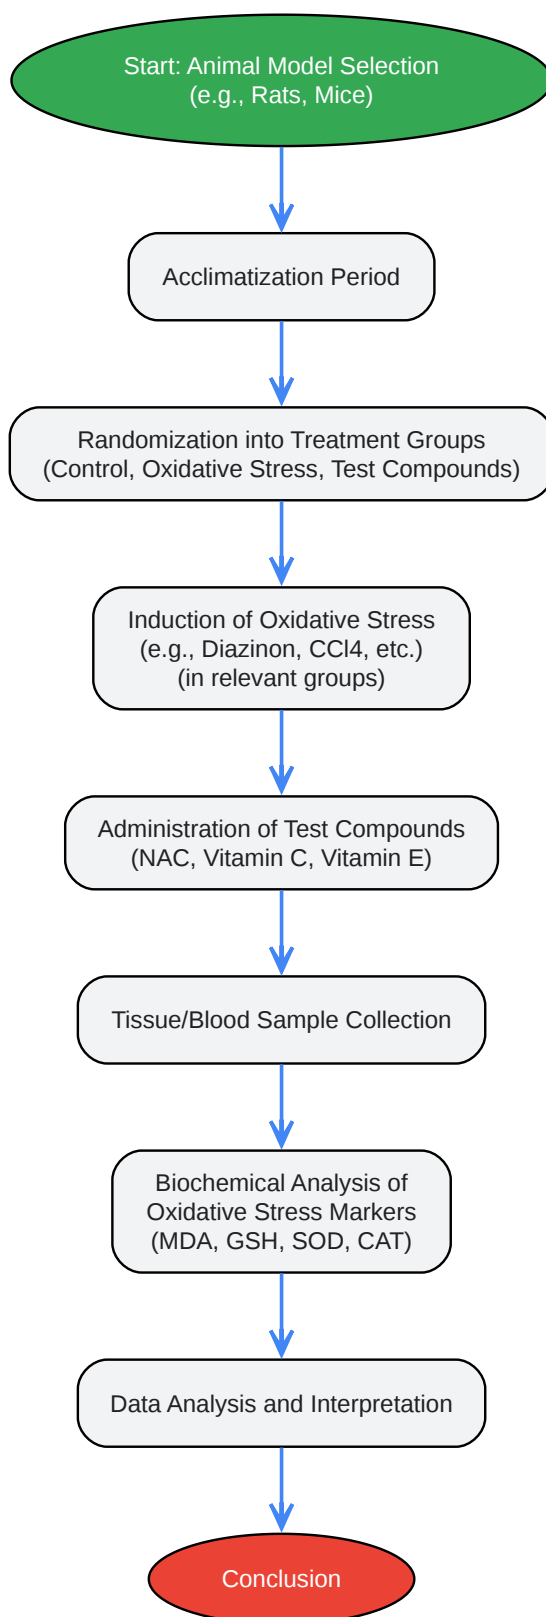 Start: Animal Model Selection
(e.g., Rats, Mice)
Acclimatization Period
Randomization into Treatment Groups
(Control, Oxidative Stress, Test Compounds)
Induction of Oxidative Stress
(e.g., Diazinon, CCl4, etc.)
(in relevant groups)
Administration of Test Compounds
(NAC, Vitamin C, Vitamin E)
Tissue/Blood Sample Collection
Biochemical Analysis of
Oxidative Stress Markers
(MDA, GSH, SOD, CAT)
Data Analysis and Interpretation
Conclusion